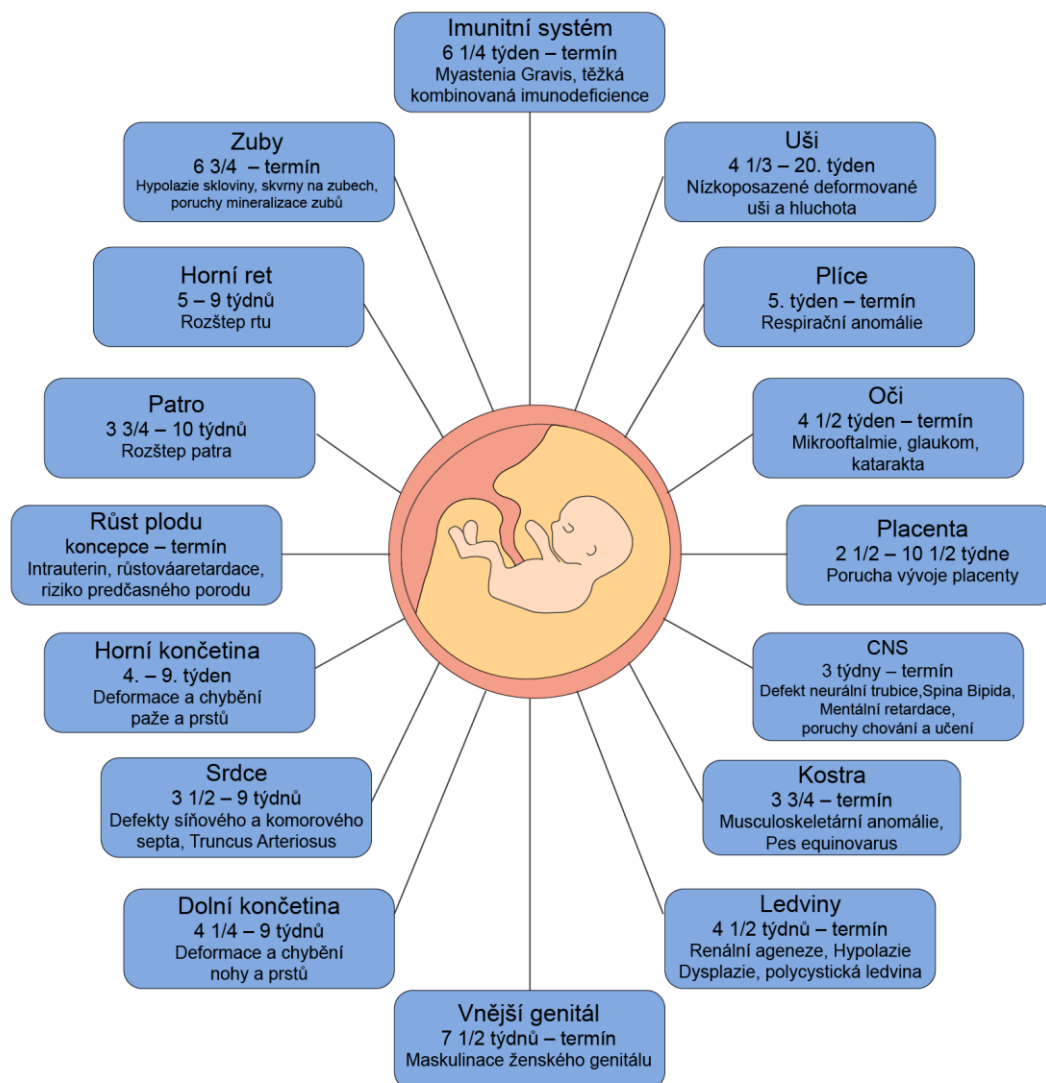 Imunitní systém
6 1/4 týden – termín
Myastenia Gravis, těžká
kombinovaná imunodeficience
Zuby
6 3/4 – termín
Hypolazie skloviny, skvrny na zubech,
poruchy mineralizace zubů
Uši
4 1/3 – 20. týden
Nízkoposazené deformované
uši a hluchota
Horní ret
5 – 9 týdnů
Rozštep rtu
Plíce
5. týden – termín
Respirační anomálie
Patro
3 3/4 – 10 týdnů
Rozštep patra
Oči
4 1/2 týden – termín
Mikrooftalmie, glaukom,
katarakta
Růst plodu
koncepce – termín
Intrauterin, růstováaretardace,
riziko predčasného porodu
Placenta
2 1/2 – 10 1/2 týdne
Porucha vývoje placenty
Horní končetina
4. – 9. týden
Deformace a chybění
paže a prstů
CNS
3 týdny – termín
Defekt neurální trubice,Spina Bipida,
Mentální retardace,
poruchy chování a učení
Srdce
3 1/2 – 9 týdnů
Defekty síňového a komorového
septa, Truncus Arteriosus
Kostra
3 3/4 – termín
Musculoskeletární anomálie,
Pes equinovarus
Dolní končetina
4 1/4 – 9 týdnů
Deformace a chybění
nohy a prstů
Ledviny
4 1/2 týdnů – termín
Renální ageneze, Hypolazie
Dysplazie, polycystická ledvina
Vnější genitál
7 1/2 týdnů – termín
Maskulinace ženského genitálu